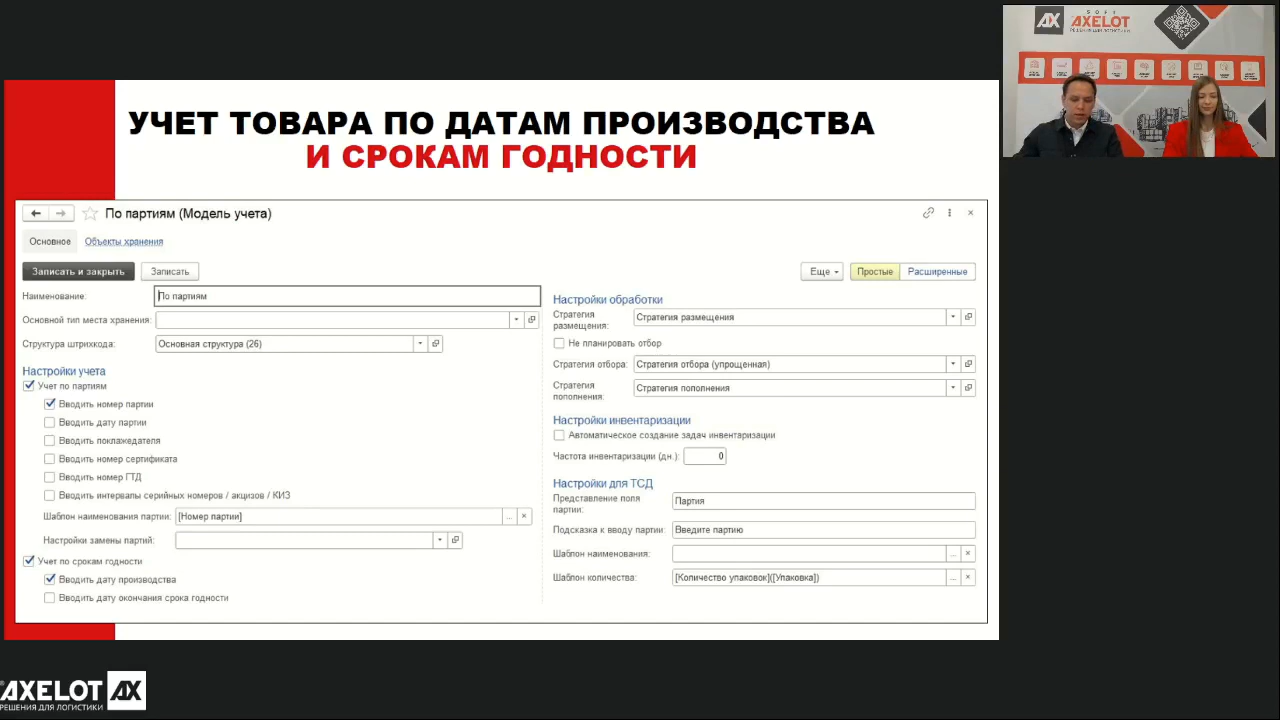 SOFT
AXELOT
РЕШЕНИЯ ДЛЯ ЛОГИСТИКИ
УЧЕТ ТОВАРА ПО ДАТАМ ПРОИЗВОДСТВА
И СРОКАМ ГОДНОСТИ
По партиям (Модель учета)
Основное Объекты хранения
Записать и закрыть Записать Еще Простые Расширенные
Наименование: По партиям
Основной тип места хранения:
Структура штрихкода: Основная структура (26)
Настройки учета
Учет по партиям
Вводить номер партии
Вводить дату партии
Вводить поклажедателя
Вводить номер сертификата
Вводить номер ГТД
Вводить интервалы серийных номеров / акцизов / КИЗ
Шаблон наименования партии: [Номер партии] ... ×
Настройки замены партий:
Учет по срокам годности
Вводить дату производства
Вводить дату окончания срока годности
Настройки обработки
Стратегия
размещения: Стратегия размещения
Не планировать отбор
Стратегия отбора: Стратегия отбора (упрощенная)
Стратегия
пополнения: Стратегия пополнения
Настройки инвентаризации
Автоматическое создание задач инвентаризации
Частота инвентаризации (дн.): 0
Настройки для ТСД
Представление поля
партии: Партия
Подсказка к вводу партии: Введите партию
Шаблон наименования: ... ×
Шаблон количества: [Количество упаковок]([Упаковка]) ... ×
AXELOT AX
РЕШЕНИЯ ДЛЯ ЛОГИСТИКИ